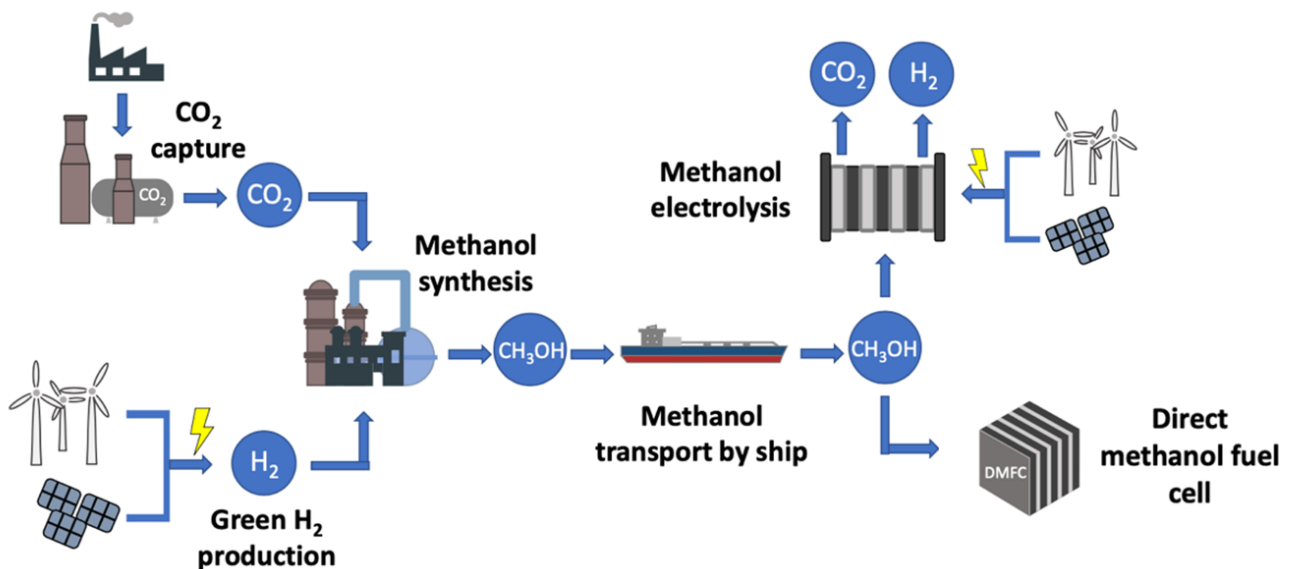 CO₂
capture
CO₂
CO₂
Methanol
synthesis
H₂
Green H₂
production
CH₃OH
Methanol
transport by ship
CH₃OH
Methanol
electrolysis
CO₂
H₂
DMFC
Direct
methanol fuel
cell